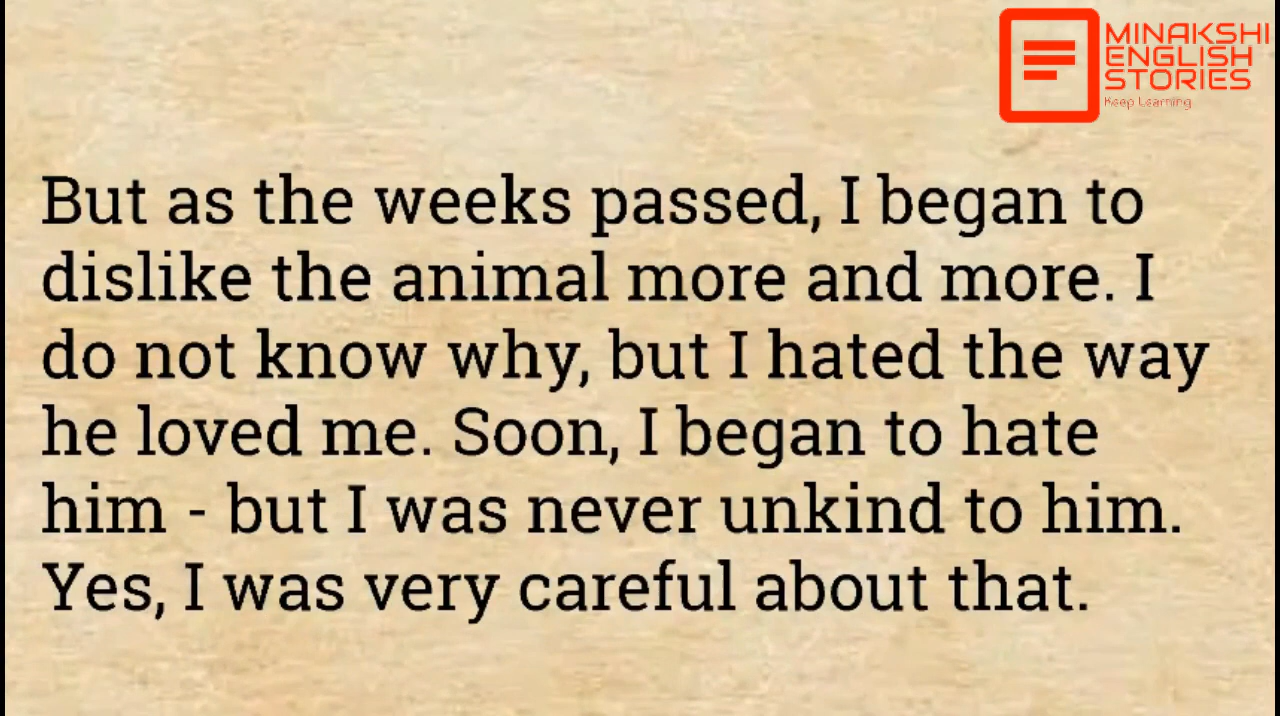 MINAKSHI
ENGLISH
STORIES
Keep Learning
But as the weeks passed, I began to
dislike the animal more and more. I
do not know why, but I hated the way
he loved me. Soon, I began to hate
him - but I was never unkind to him.
Yes, I was very careful about that.